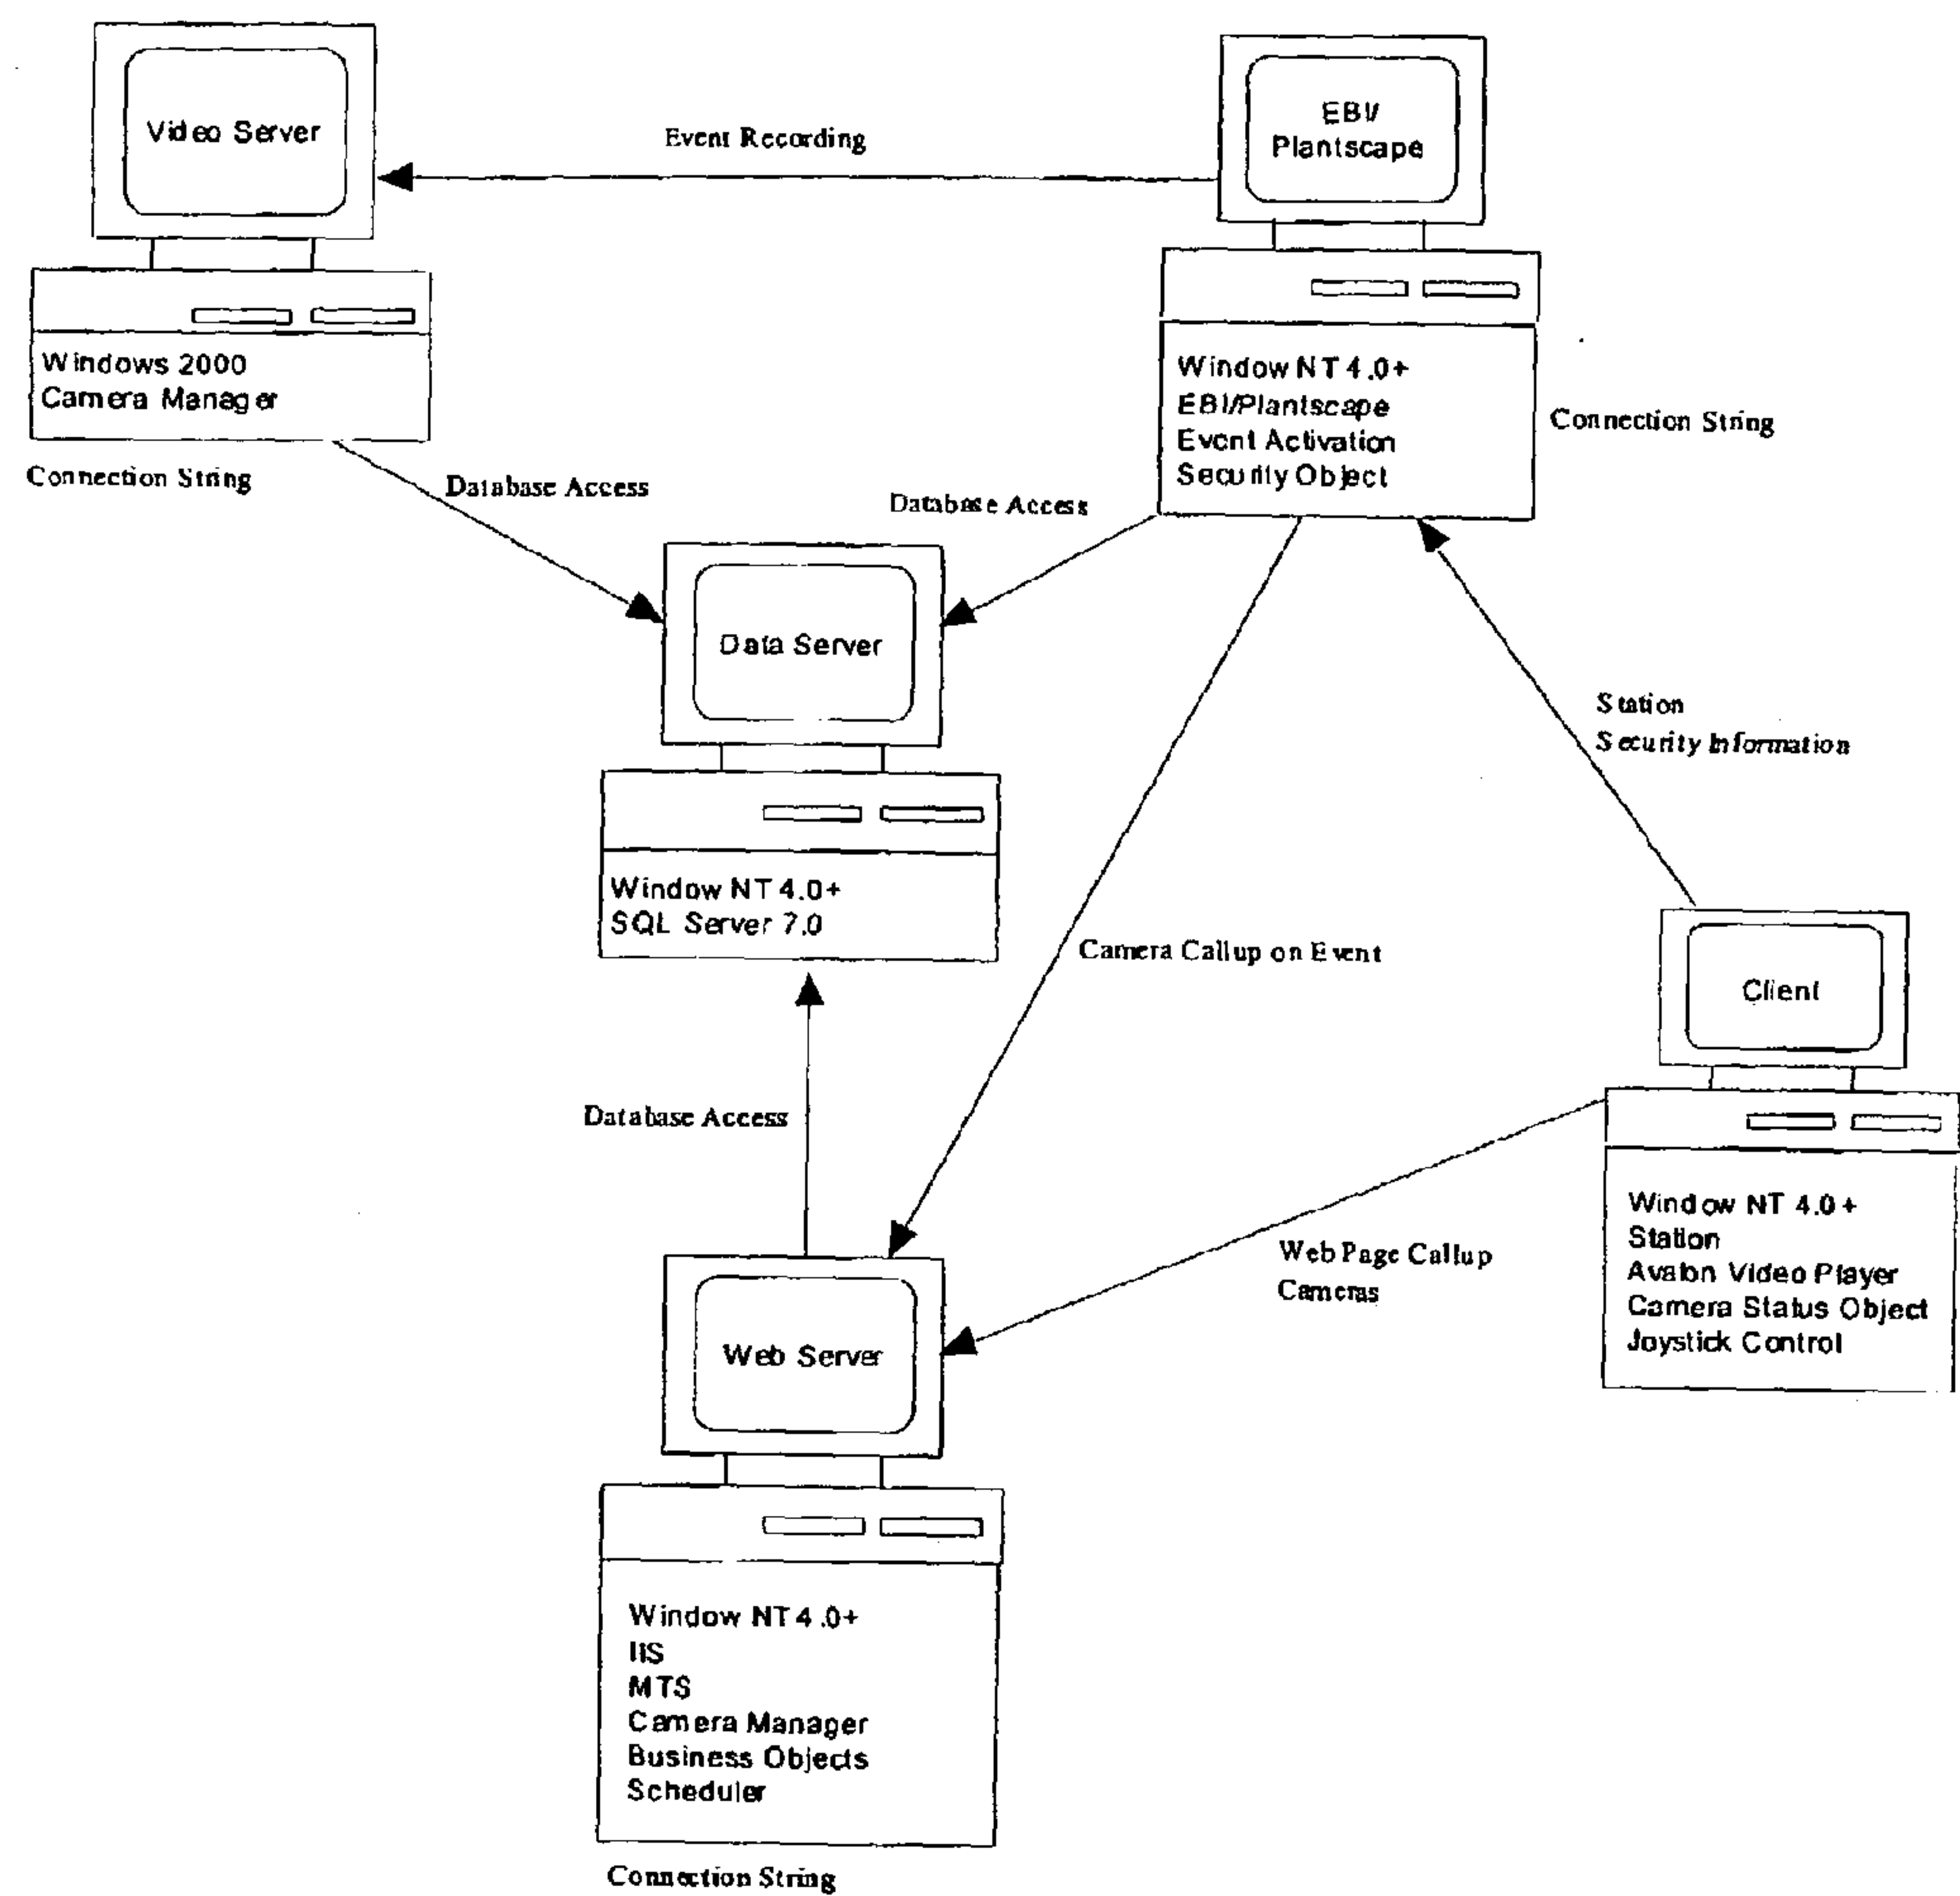 Video Server
Event Recording
EBI/
Plantscape
Windows 2000
Camera Manager
Connection String
Window NT 4.0+
EBI/Plantscape
Event Activation
Security Object
Connection String
Database Access
Database Access
Data Server
Window NT 4.0+
SQL Server 7.0
Station
Security Information
Camera Callup on Event
Client
Window NT 4.0+
Station
Avalon Video Player
Camera Status Object
Joystick Control
Database Access
Web Page Callup
Cameras
Web Server
Window NT 4.0+
IIS
MTS
Camera Manager
Business Objects
Scheduler
Connection String